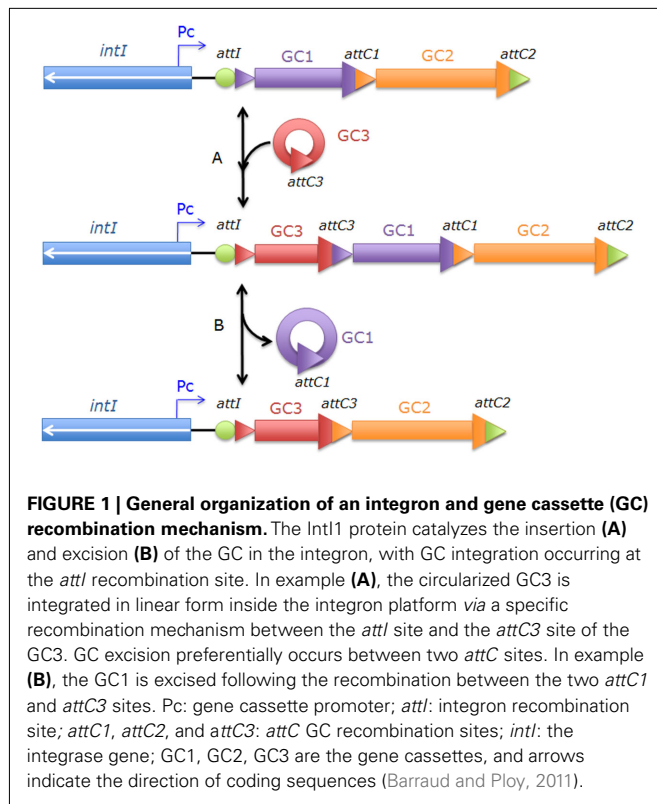 Pc attI attC1 attC2
intI GC1 GC2
A GC3
attC3
Pc attI attC3 attC1 attC2
intI GC3 GC1 GC2
B GC1
attC1
Pc attI attC3 attC2
intI GC3 GC2
FIGURE 1 | General organization of an integron and gene cassette (GC)
recombination mechanism. The IntI1 protein catalyzes the insertion (A)
and excision (B) of the GC in the integron, with GC integration occurring at
the attI recombination site. In example (A), the circularized GC3 is
integrated in linear form inside the integron platform via a specific
recombination mechanism between the attI site and the attC3 site of the
GC3. GC excision preferentially occurs between two attC sites. In example
(B), the GC1 is excised following the recombination between the two attC1
and attC3 sites. Pc: gene cassette promoter; attI: integron recombination
site; attC1, attC2, and attC3: attC GC recombination sites; intI: the
integrase gene; GC1, GC2, GC3 are the gene cassettes, and arrows
indicate the direction of coding sequences (Barraud and Ploy, 2011).